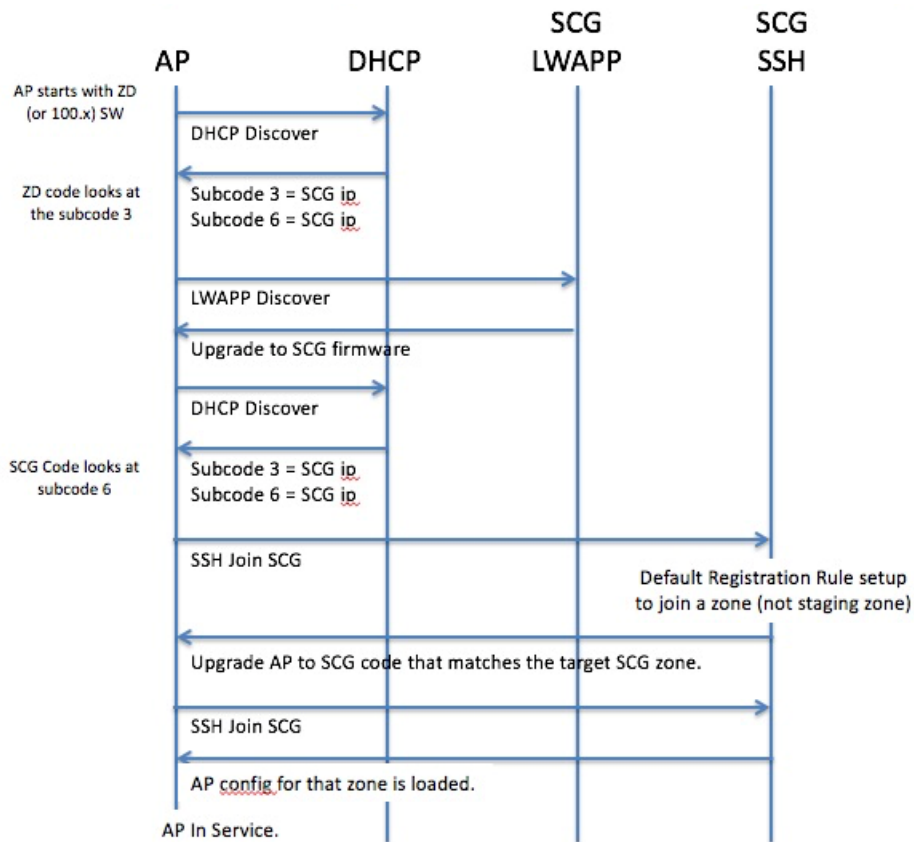 SCG
SCG
AP
DHCP
LWAPP
SSH
AP starts with ZD
(or 100.x) SW
DHCP Discover
ZD code looks at
the subcode 3
Subcode 3 = SCG ip
Subcode 6 = SCG ip
LWAPP Discover
Upgrade to SCG firmware
DHCP Discover
SCG Code looks at
subcode 6
Subcode 3 = SCG ip
Subcode 6 = SCG ip
SSH Join SCG
Default Registration Rule setup
to join a zone (not staging zone)
Upgrade AP to SCG code that matches the target SCG zone.
SSH Join SCG
AP config for that zone is loaded.
AP In Service.